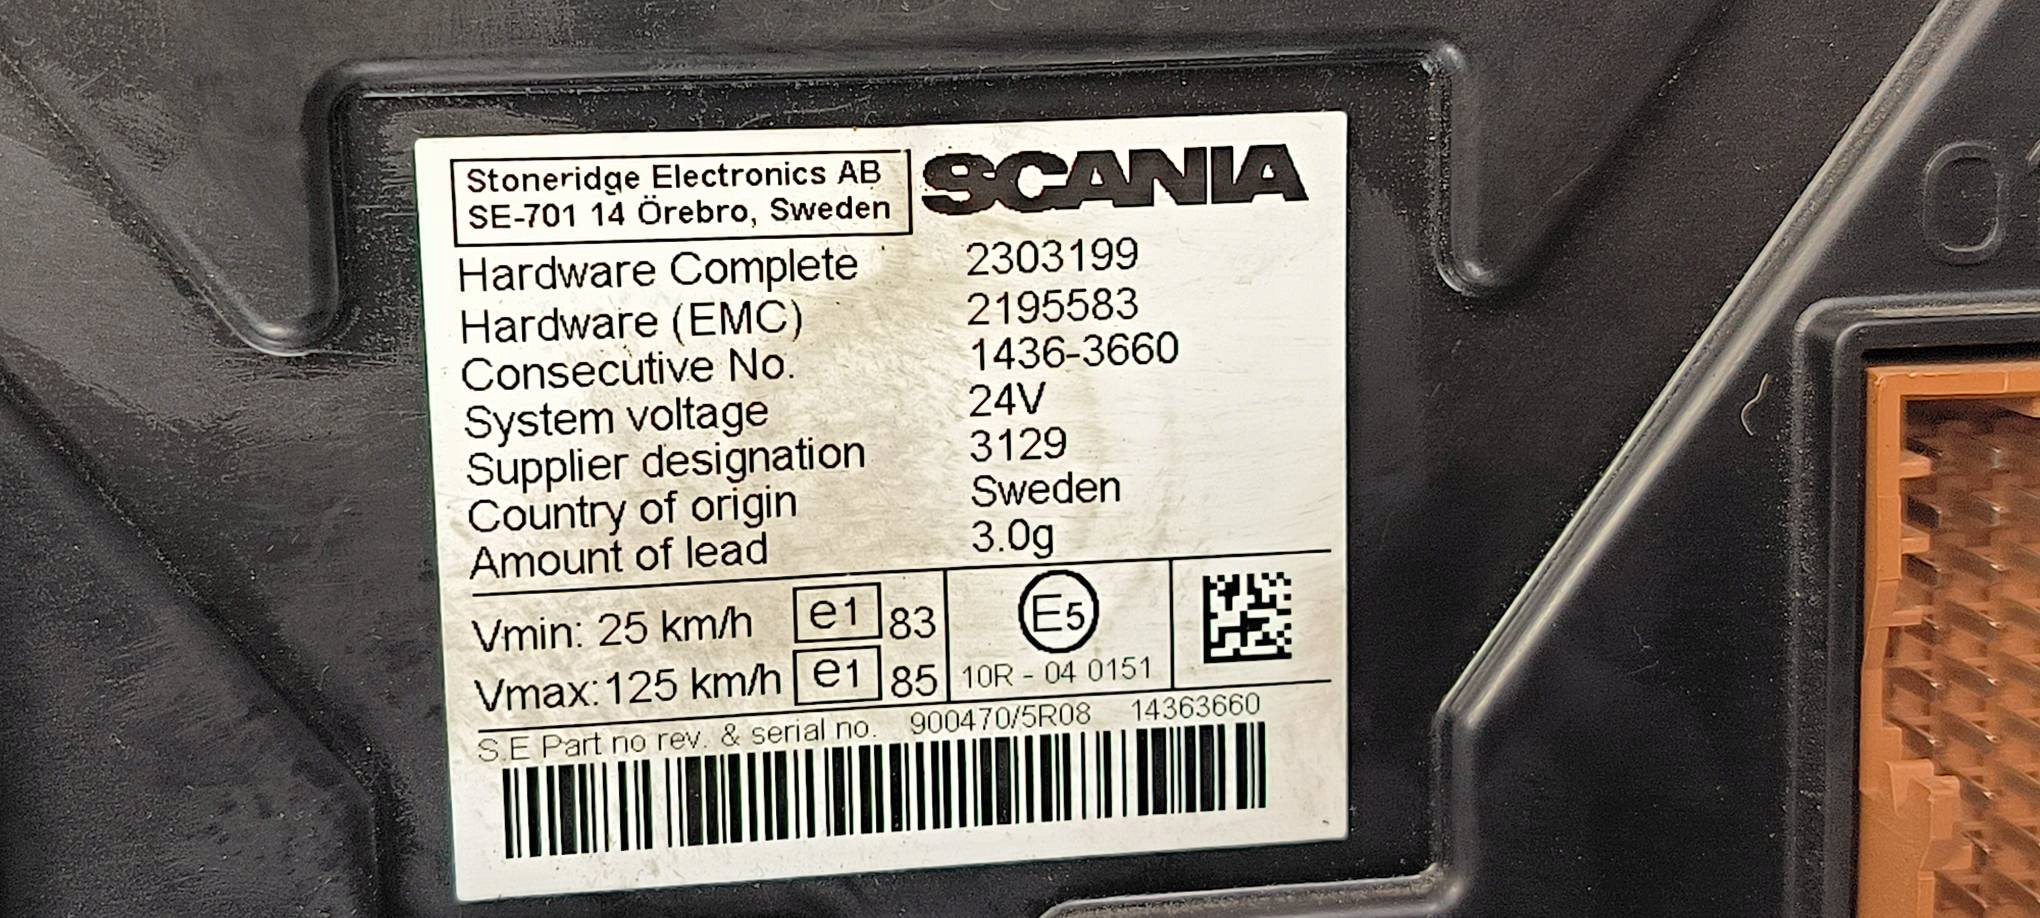 Stoneridge Electronics AB
SE-701 14 Örebro, Sweden
SCANIA
Hardware Complete 2303199
Hardware (EMC) 2195583
Consecutive No. 1436-3660
System voltage 24V
Supplier designation 3129
Country of origin Sweden
Amount of lead 3.0g
Vmin: 25 km/h e1 83
Vmax: 125 km/h e1 85
E5
10R - 04 0151
S.E Part no rev. & serial no. 900470/5R08 14363660